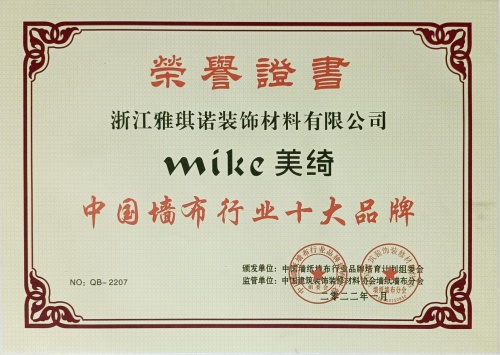 榮譽證書
浙江雅琪诺装饰材料有限公司
mike 美绮
中国墙布行业十大品牌
颁发单位：中国墙纸墙布行业品牌培育计划组委会
NO：QB-2207
监管单位：中国建筑装饰装修材料协会墙纸墙布分会
二零二二年一月